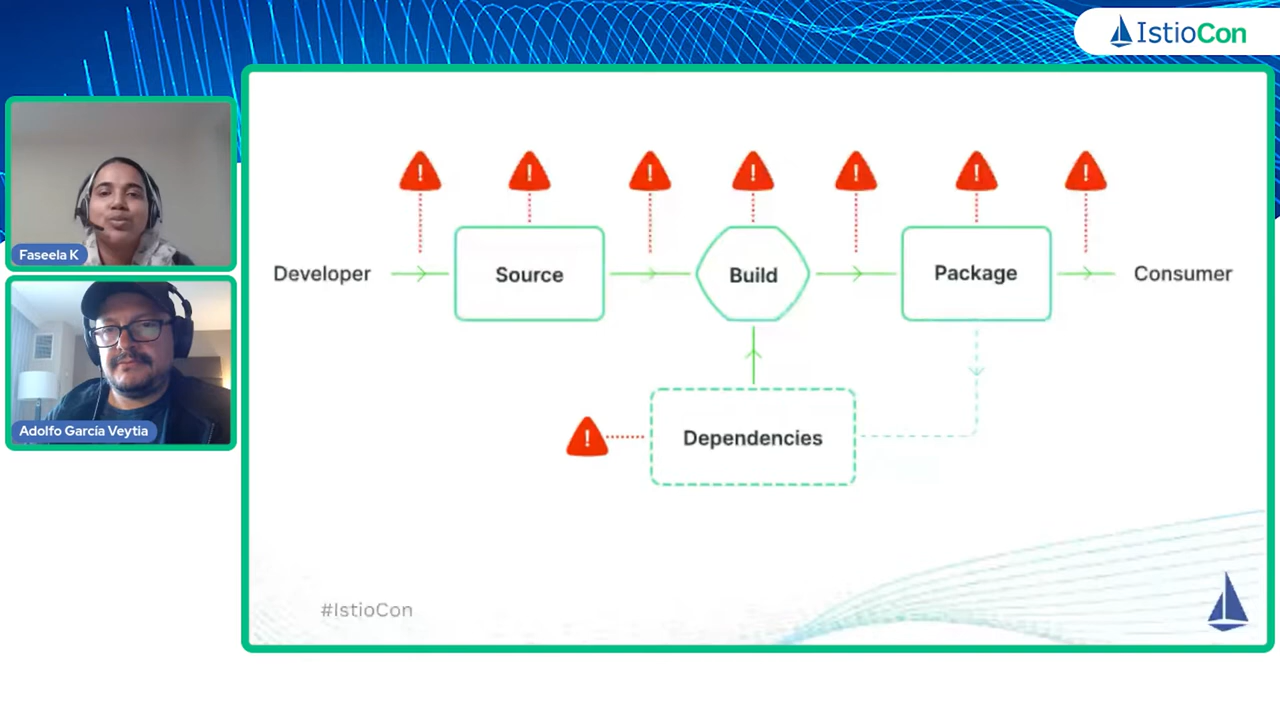 IstioCon
Faseela K
Adolfo García Veytia
!
!
!
!
!
!
!
Developer
Source
Build
Package
Consumer
!
Dependencies
#IstioCon